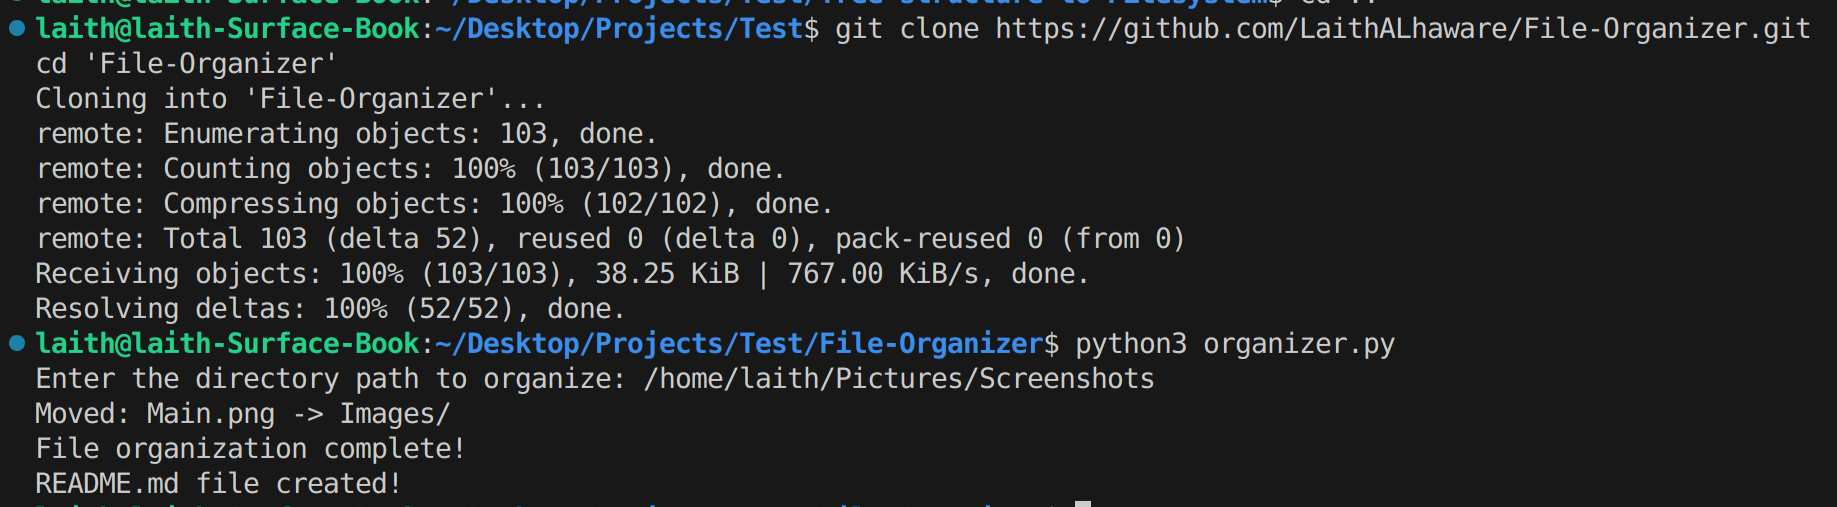 laith@laith-Surface-Book:~/Desktop/Projects/Test$ git clone https://github.com/LaithALhaware/File-Organizer.git
cd 'File-Organizer'
Cloning into 'File-Organizer'...
remote: Enumerating objects: 103, done.
remote: Counting objects: 100% (103/103), done.
remote: Compressing objects: 100% (102/102), done.
remote: Total 103 (delta 52), reused 0 (delta 0), pack-reused 0 (from 0)
Receiving objects: 100% (103/103), 38.25 KiB | 767.00 KiB/s, done.
Resolving deltas: 100% (52/52), done.
laith@laith-Surface-Book:~/Desktop/Projects/Test/File-Organizer$ python3 organizer.py
Enter the directory path to organize: /home/laith/Pictures/Screenshots
Moved: Main.png -> Images/
File organization complete!
README.md file created!